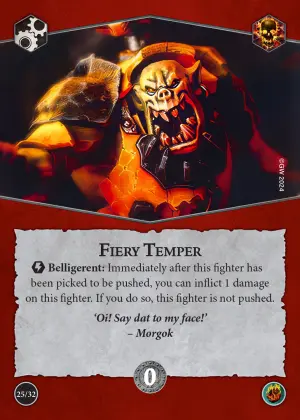 ©GW 2024
Fiery Temper
Belligerent: Immediately after this fighter has
been picked to be pushed, you can inflict 1 damage
on this fighter. If you do so, this fighter is not pushed.
‘Oi! Say dat to my face!’
– Morgok
25/32
0